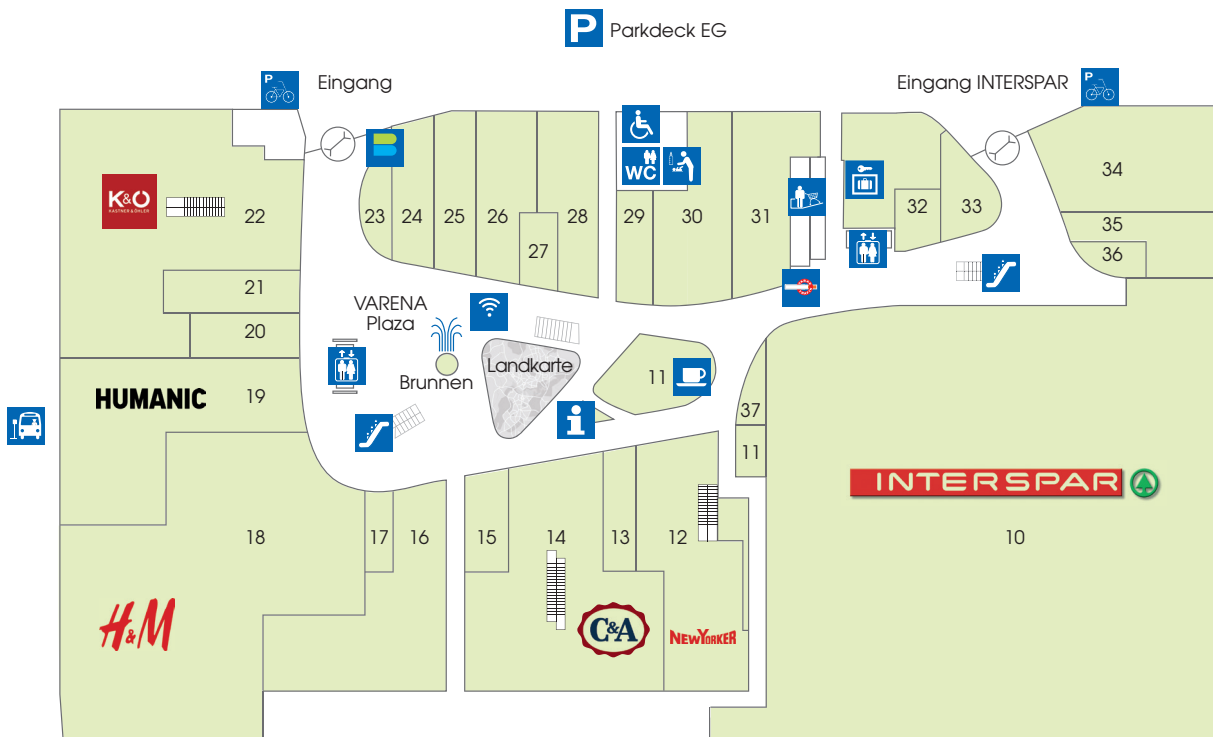 P Parkdeck EG
P
Eingang
Eingang INTERSPAR
P
K&Ö
KASTNER & ÖHLER
22
23
24
25
26
27
28
WC
29
30
31
32
33
34
35
36
21
20
VARENA
Plaza
Brunnen
Landkarte
11
HUMANIC
19
37
11
INTERSPAR
10
18
17
16
15
14
13
12
H&M
C&A
NEWYORKER